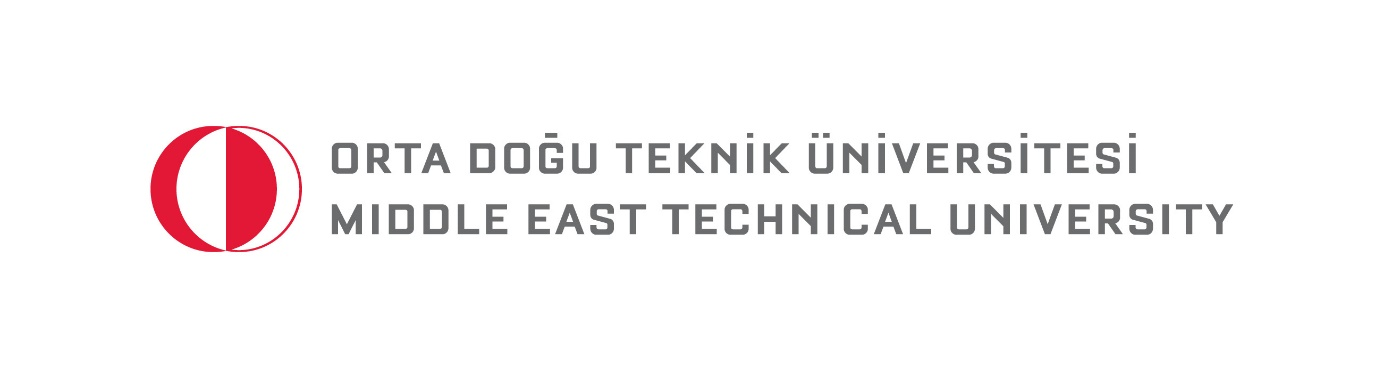 ORTA DOĞU TEKNİK ÜNİVERSİTESİ
MIDDLE EAST TECHNICAL UNIVERSITY